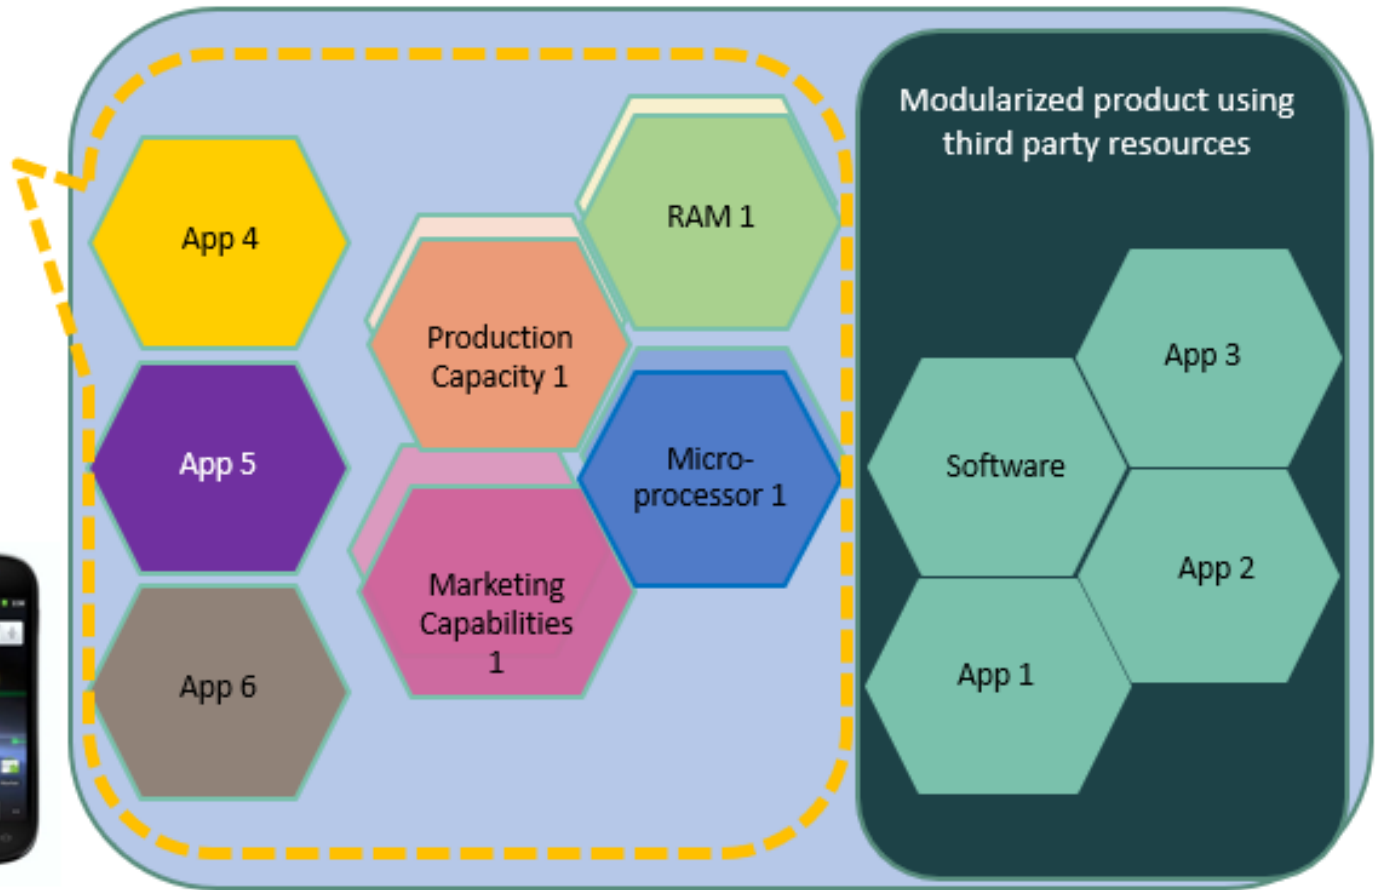 Modularized product using
third party resources
App 4
RAM 1
Production
Capacity 1
App 3
App 5
Micro-
processor 1
Software
Marketing
Capabilities
1
App 2
App 6
App 1